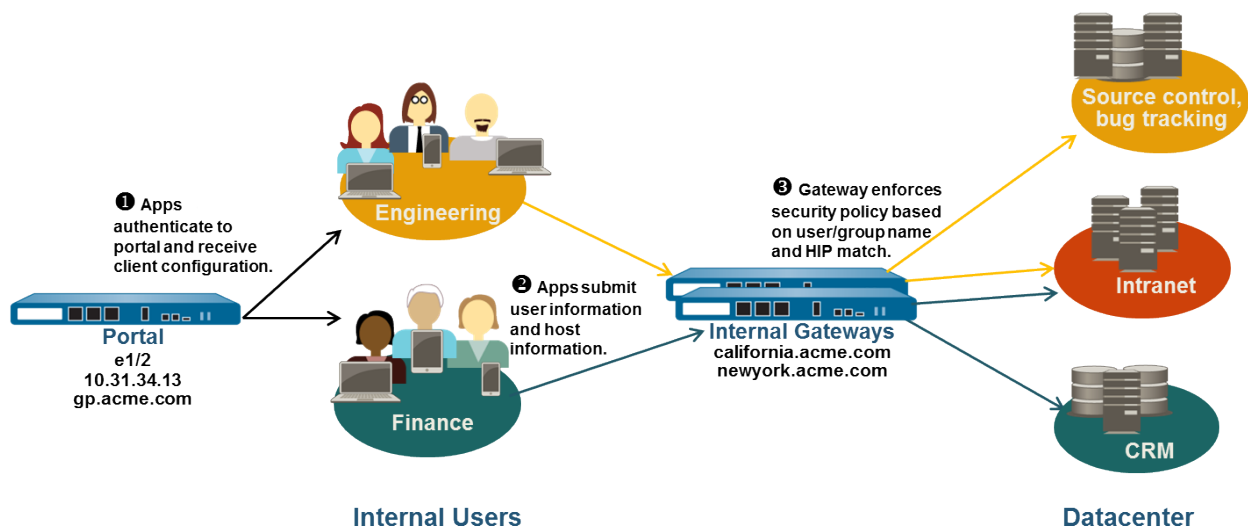 ❶ Apps
authenticate to
portal and receive
client configuration.
Portal
e1/2
10.31.34.13
gp.acme.com
Engineering
Finance
Internal Users
❷ Apps submit
user information
and host
information.
❸ Gateway enforces
security policy based
on user/group name
and HIP match.
Internal Gateways
california.acme.com
newyork.acme.com
Source control,
bug tracking
Intranet
CRM
Datacenter